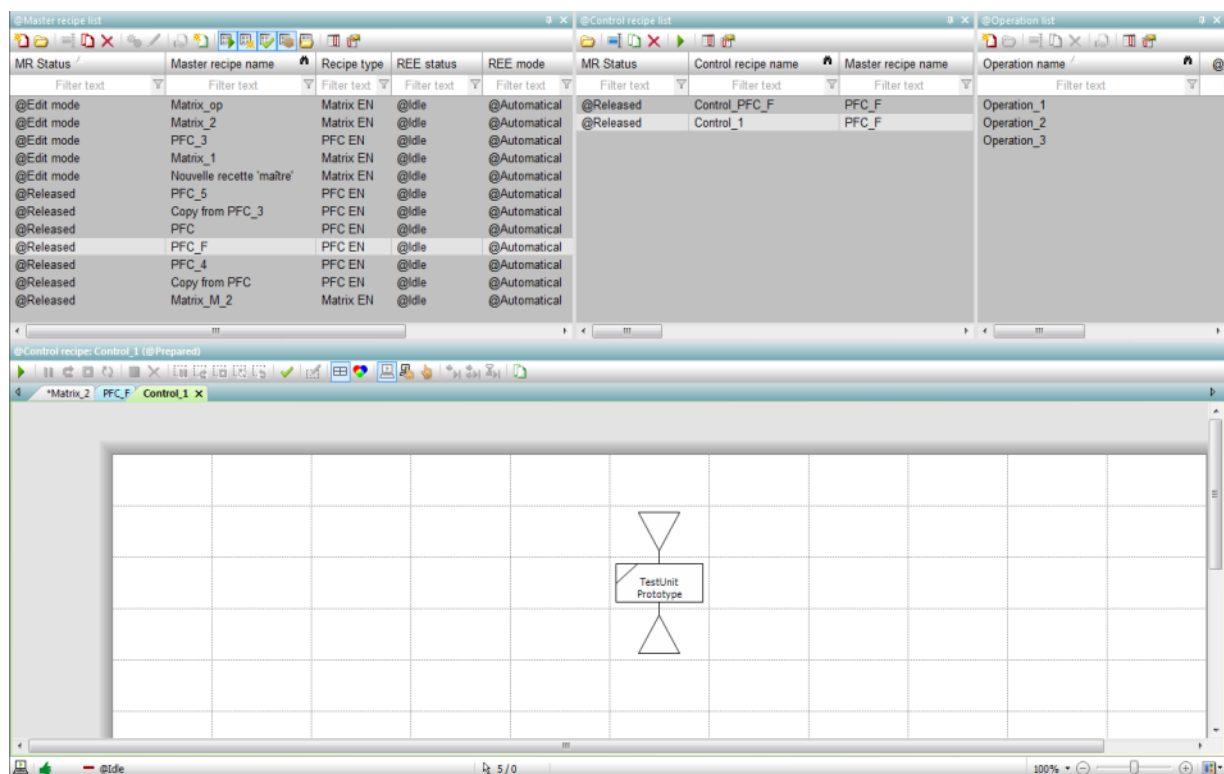 @Master recipe list
MR Status Master recipe name Recipe type REE status REE mode
Filter text Filter text Filter text Filter text Filter text
@Edit mode Matrix_op Matrix EN @Idle @Automatical
@Edit mode Matrix_2 Matrix EN @Idle @Automatical
@Edit mode PFC_3 PFC EN @Idle @Automatical
@Edit mode Matrix_1 Matrix EN @Idle @Automatical
@Edit mode Nouvelle recette 'maître' Matrix EN @Idle @Automatical
@Released PFC_5 PFC EN @Idle @Automatical
@Released Copy from PFC_3 PFC EN @Idle @Automatical
@Released PFC PFC EN @Idle @Automatical
@Released PFC_F PFC EN @Idle @Automatical
@Released PFC_4 PFC EN @Idle @Automatical
@Released Copy from PFC PFC EN @Idle @Automatical
@Released Matrix_M_2 Matrix EN @Idle @Automatical
@Control recipe list
MR Status Control recipe name Master recipe name
Filter text Filter text Filter text
@Released Control_PFC_F PFC_F
@Released Control_1 PFC_F
@Operation list
Operation name @
Filter text
Operation_1
Operation_2
Operation_3
@Control recipe: Control_1 (@Prepared)
*Matrix_2 PFC_F Control_1 X
TestUnit
Prototype
@Idle 5/0 100%